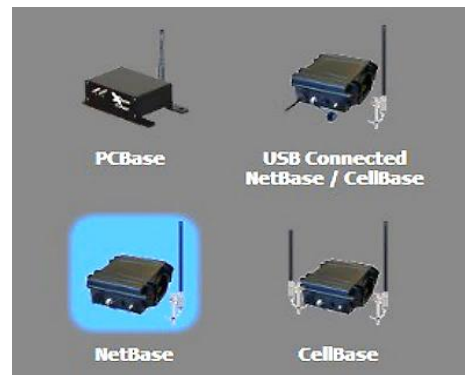 PCBase
USB Connected
NetBase / CellBase
NetBase
CellBase